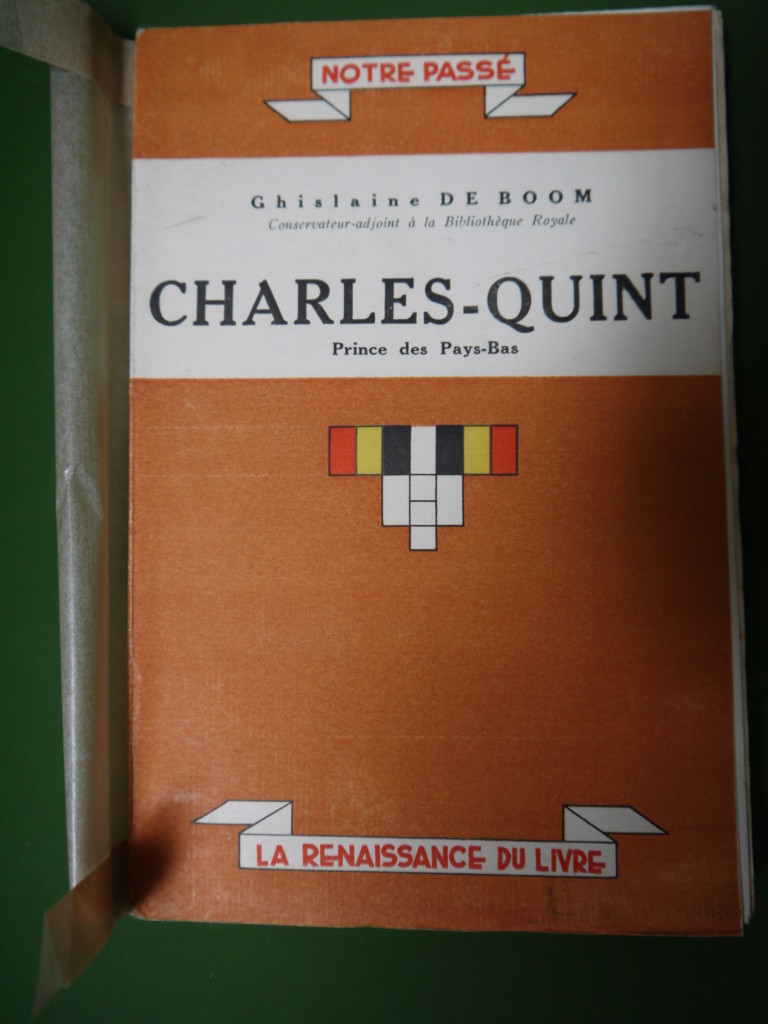 NOTRE PASSÉ
Ghislaine DE BOOM
Conservateur-adjoint à la Bibliothèque Royale
CHARLES-QUINT
Prince des Pays-Bas
LA RENAISSANCE DU LIVRE